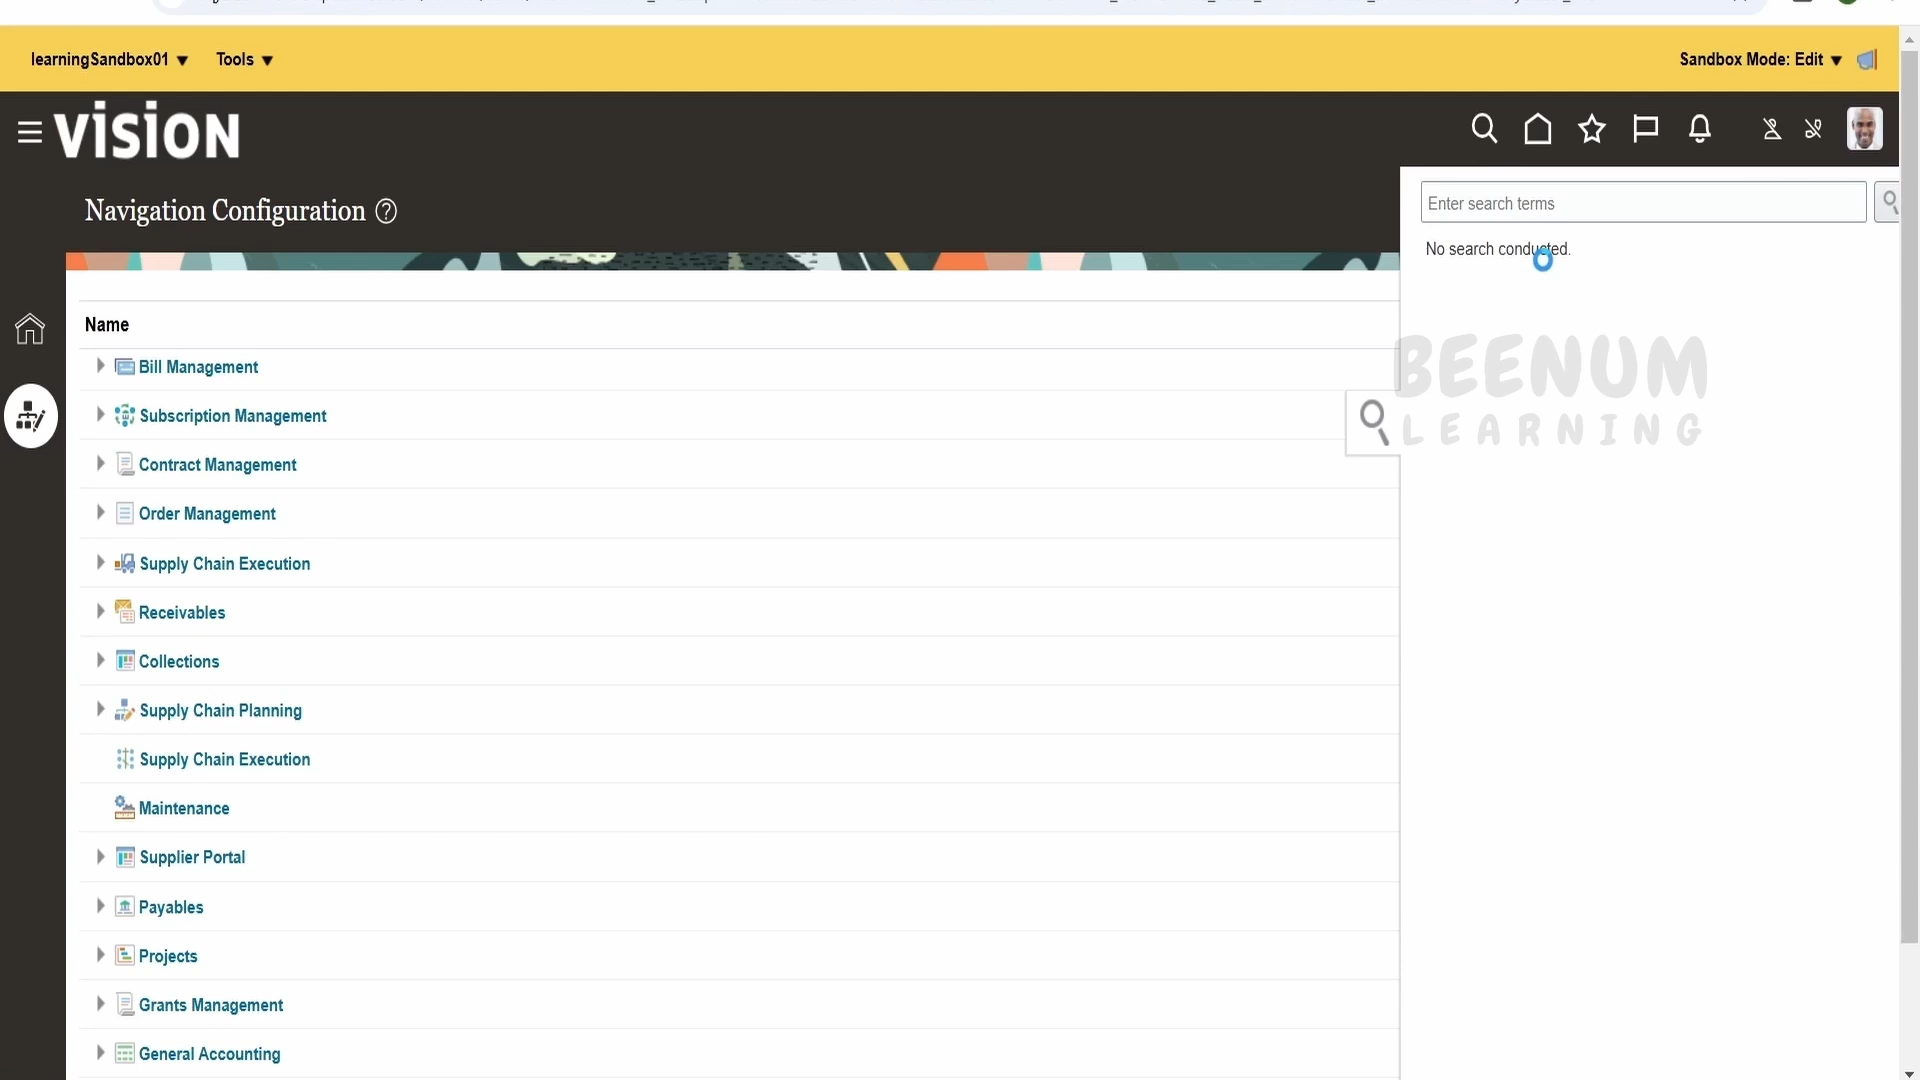 learningSandbox01
Tools
Sandbox Mode: Edit
VISION
Navigation Configuration
Enter search terms
No search conducted.
Name
Bill Management
Subscription Management
Contract Management
Order Management
Supply Chain Execution
Receivables
Collections
Supply Chain Planning
Supply Chain Execution
Maintenance
Supplier Portal
Payables
Projects
Grants Management
General Accounting
BEENUM
LEARNING